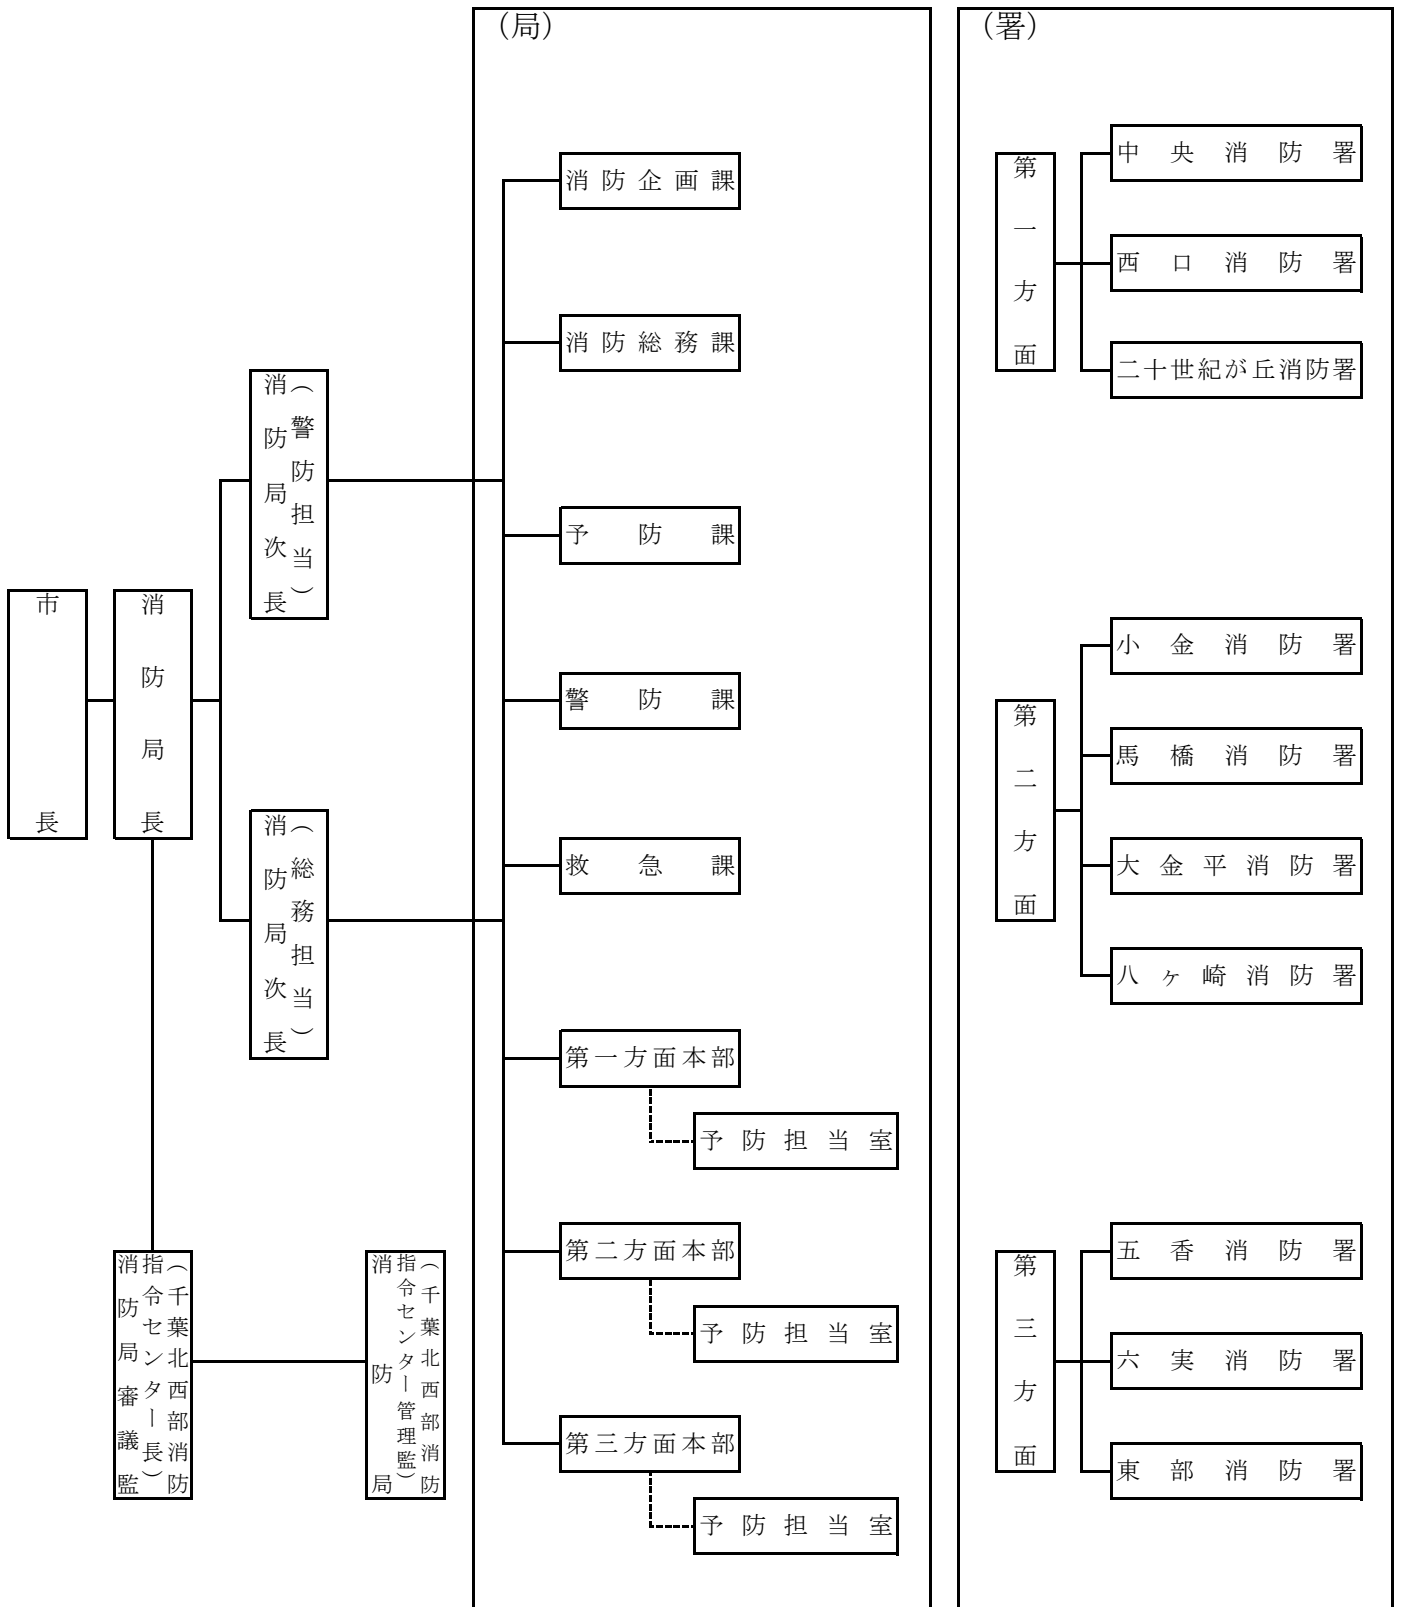 市長
消防局長
消防局次長
（警防担当）
消防局次長
（総務担当）
消防局審議監
（千葉北西部消防
指令センター長）
消防局
（千葉北西部消防
指令センター管理監）
（局）
消防企画課
消防総務課
予防課
警防課
救急課
第一方面本部
予防担当室
第二方面本部
予防担当室
第三方面本部
予防担当室
（署）
第一方面
中央消防署
西口消防署
二十世紀が丘消防署
第二方面
小金消防署
馬橋消防署
大金平消防署
八ヶ崎消防署
第三方面
五香消防署
六実消防署
東部消防署